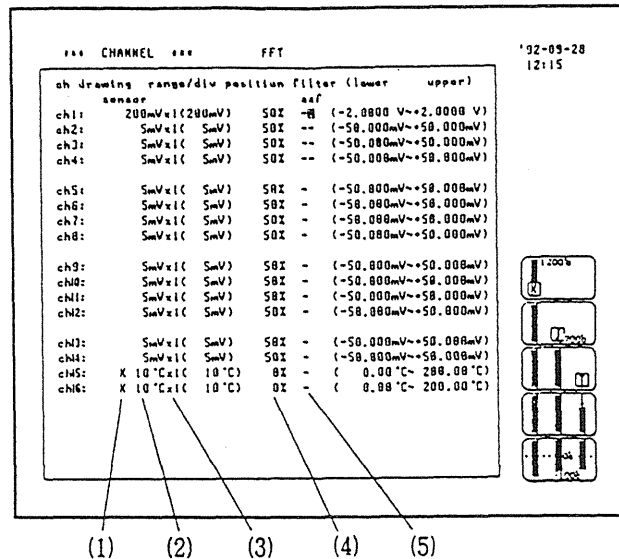 *** CHANNEL *** FFT '92-09-28
12:15
ch drawing range/div position filter (lower upper)
sensor aaf
ch1: 200mVx1(200mV) 50% - (-2.0000 V~+2.0000 V)
ch2: 5mVx1( 5mV) 50% -- (-50.000mV~+50.000mV)
ch3: 5mVx1( 5mV) 50% -- (-50.000mV~+50.000mV)
ch4: 5mVx1( 5mV) 50% -- (-50.000mV~+50.000mV)
ch5: 5mVx1( 5mV) 50% - (-50.000mV~+50.000mV)
ch6: 5mVx1( 5mV) 50% - (-50.000mV~+50.000mV)
ch7: 5mVx1( 5mV) 50% - (-50.000mV~+50.000mV)
ch8: 5mVx1( 5mV) 50% - (-50.000mV~+50.000mV)
ch9: 5mVx1( 5mV) 50% - (-50.000mV~+50.000mV)
ch10: 5mVx1( 5mV) 50% - (-50.000mV~+50.000mV)
ch11: 5mVx1( 5mV) 50% - (-50.000mV~+50.000mV)
ch12: 5mVx1( 5mV) 50% - (-50.000mV~+50.000mV)
ch13: 5mVx1( 5mV) 50% - (-50.000mV~+50.000mV)
ch14: 5mVx1( 5mV) 50% - (-50.000mV~+50.000mV)
ch15: K 10°Cx1( 10°C) 0% - ( 0.00°C~ 200.00°C)
ch16: K 10°Cx1( 10°C) 0% - ( 0.00°C~ 200.00°C)
(1) (2) (3) (4) (5)